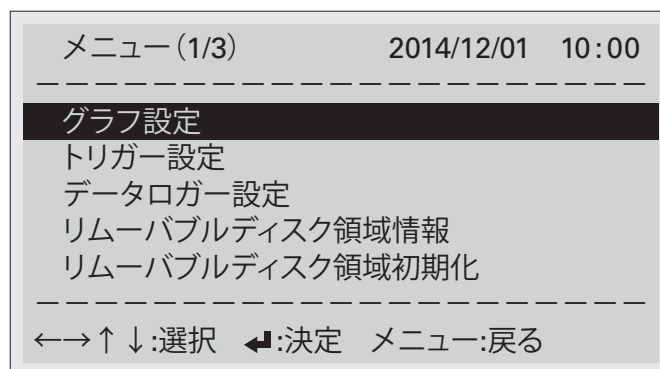 メニュー(1/3) 2014/12/01 10:00
グラフ設定
トリガー設定
データロガー設定
リムーバブルディスク領域情報
リムーバブルディスク領域初期化
←→↑↓:選択 ↵:決定 メニュー:戻る